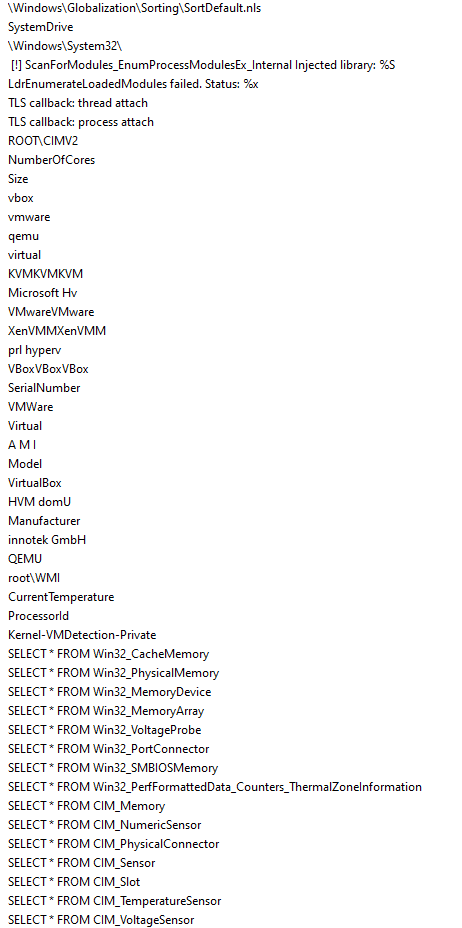 \Windows\Globalization\Sorting\SortDefault.nls
SystemDrive
\Windows\System32\
[!] ScanForModules_EnumProcessModulesEx_Internal Injected library: %S
LdrEnumerateLoadedModules failed. Status: %x
TLS callback: thread attach
TLS callback: process attach
ROOT\CIMV2
NumberOfCores
Size
vbox
vmware
qemu
virtual
KVMKVMKVM
Microsoft Hv
VMwareVMware
XenVMMXenVMM
prl hyperv
VBoxVBoxVBox
SerialNumber
VMWare
Virtual
A M I
Model
VirtualBox
HVM domU
Manufacturer
innotek GmbH
QEMU
root\WMI
CurrentTemperature
ProcessorId
Kernel-VMDetection-Private
SELECT * FROM Win32_CacheMemory
SELECT * FROM Win32_PhysicalMemory
SELECT * FROM Win32_MemoryDevice
SELECT * FROM Win32_MemoryArray
SELECT * FROM Win32_VoltageProbe
SELECT * FROM Win32_PortConnector
SELECT * FROM Win32_SMBIOSMemory
SELECT * FROM Win32_PerfFormattedData_Counters_ThermalZoneInformation
SELECT * FROM CIM_Memory
SELECT * FROM CIM_NumericSensor
SELECT * FROM CIM_PhysicalConnector
SELECT * FROM CIM_Sensor
SELECT * FROM CIM_Slot
SELECT * FROM CIM_TemperatureSensor
SELECT * FROM CIM_VoltageSensor